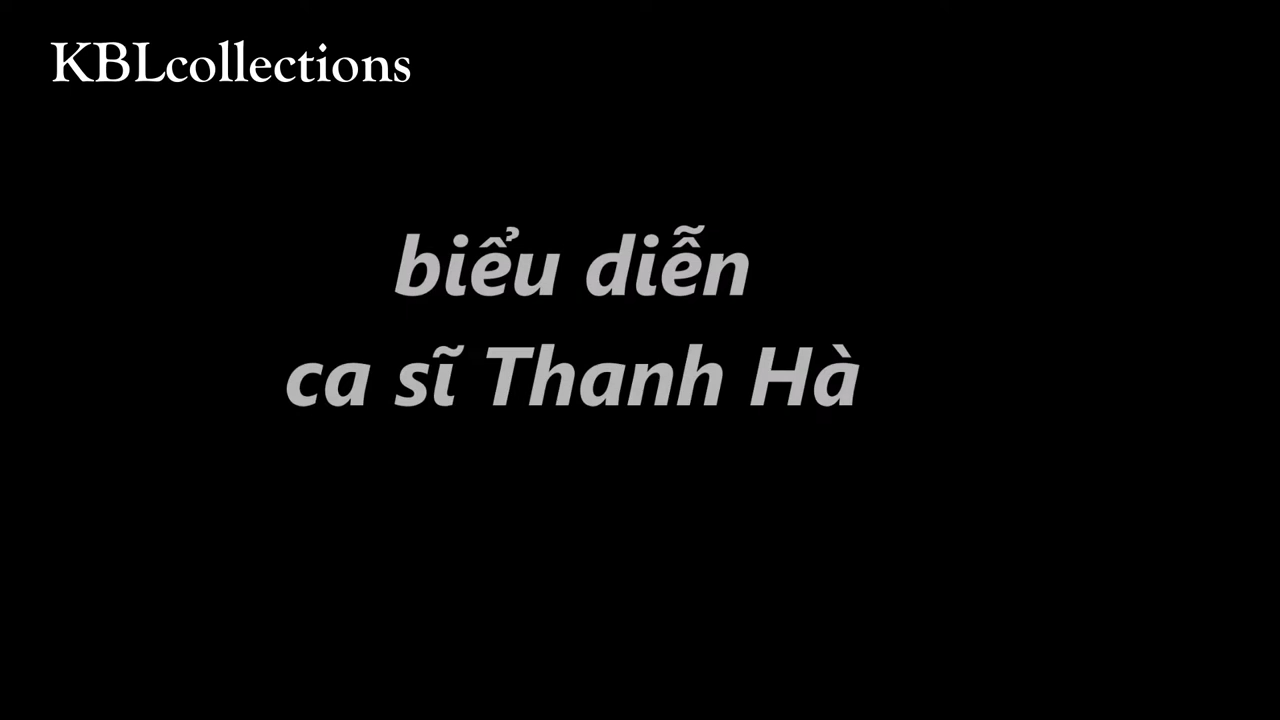 KBLcollections
biểu diễn
ca sĩ Thanh Hà